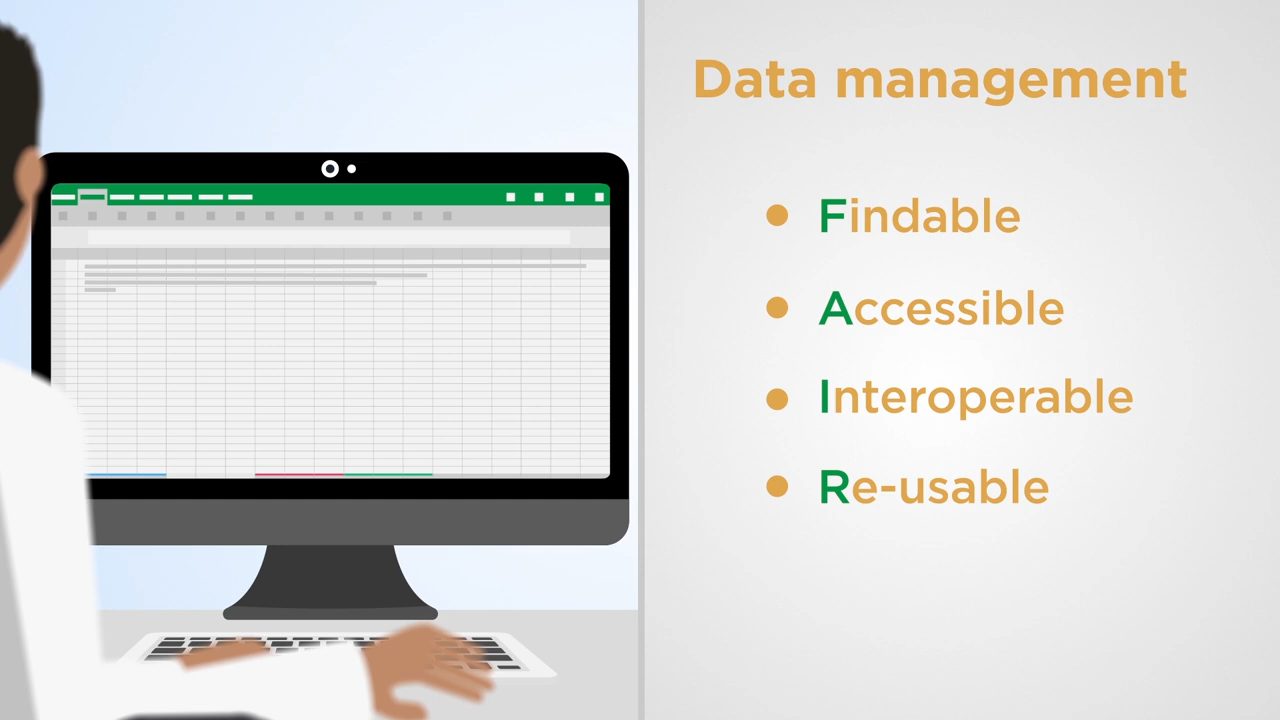 Data management
Findable
Accessible
Interoperable
Re-usable